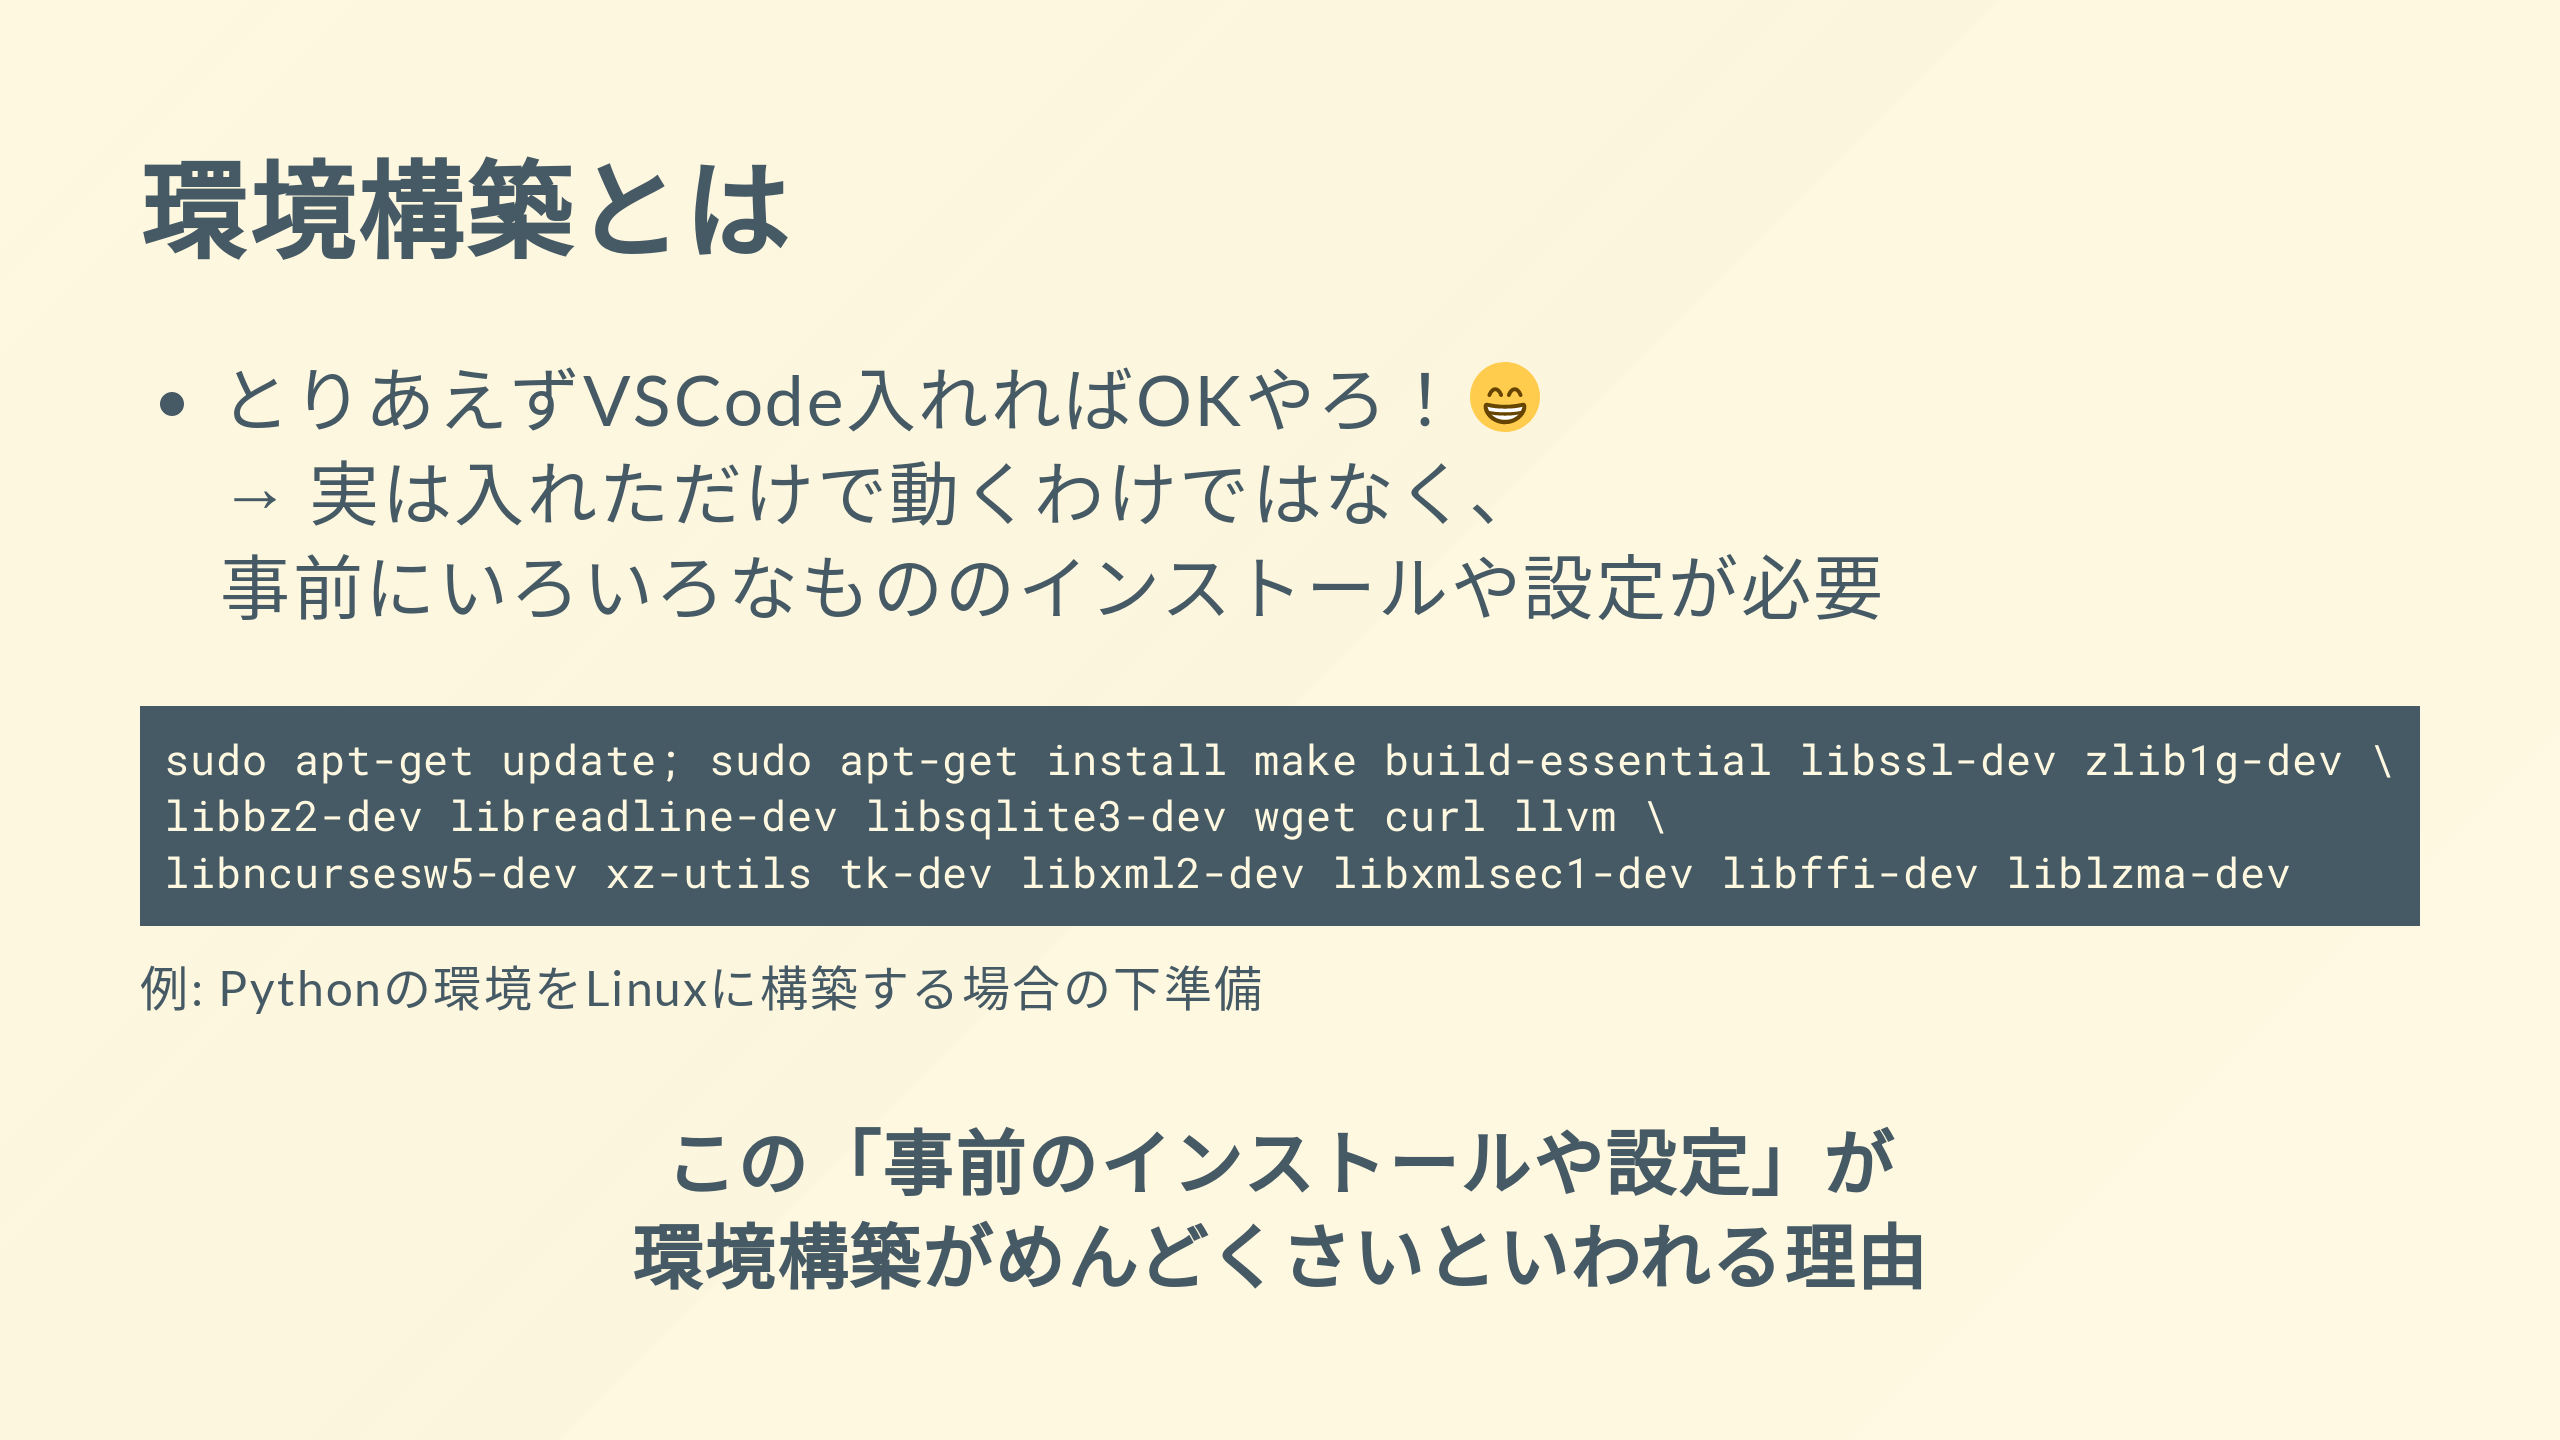 環境構築とは
• とりあえずVSCode入れればOKやろ！😁
→ 実は入れただけで動くわけではなく、
事前にいろいろなもののインストールや設定が必要
sudo apt-get update; sudo apt-get install make build-essential libssl-dev zlib1g-dev \
libbz2-dev libreadline-dev libsqlite3-dev wget curl llvm \
libncursesw5-dev xz-utils tk-dev libxml2-dev libxmlsec1-dev libffi-dev liblzma-dev
例: Pythonの環境をLinuxに構築する場合の下準備
この「事前のインストールや設定」が
環境構築がめんどくさいといわれる理由